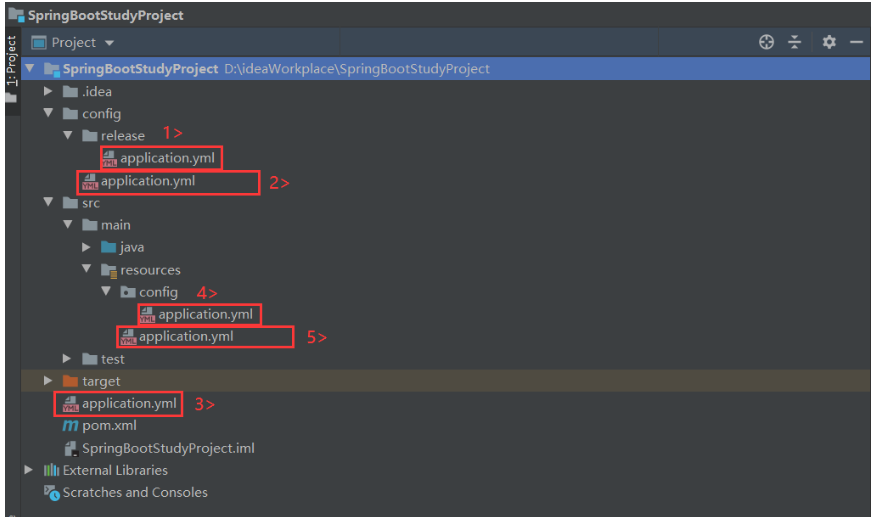 SpringBootStudyProject
1: Project
Project
SpringBootStudyProject D:\ideaWorkplace\SpringBootStudyProject
.idea
config
release 1>
application.yml
application.yml 2>
src
main
java
resources
config 4>
application.yml
application.yml 5>
test
target
application.yml 3>
pom.xml
SpringBootStudyProject.iml
External Libraries
Scratches and Consoles